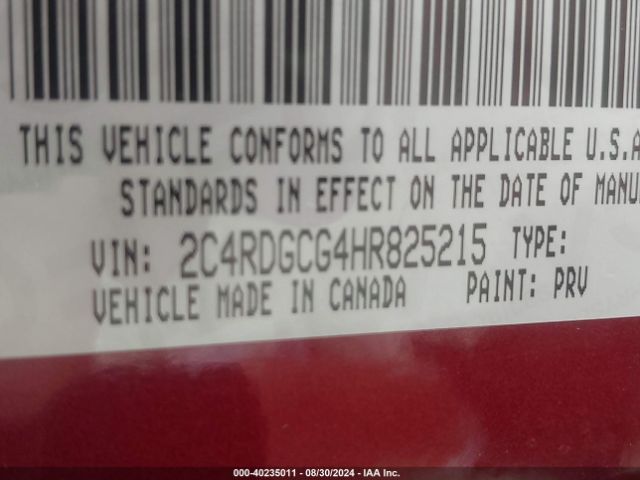 THIS VEHICLE CONFORMS TO ALL APPLICABLE U.S.A
STANDARDS IN EFFECT ON THE DATE OF MANU
VIN: 2C4RDGCG4HR825215 TYPE:
VEHICLE MADE IN CANADA PAINT: PRV
000-40235011 - 08/30/2024 - IAA Inc.